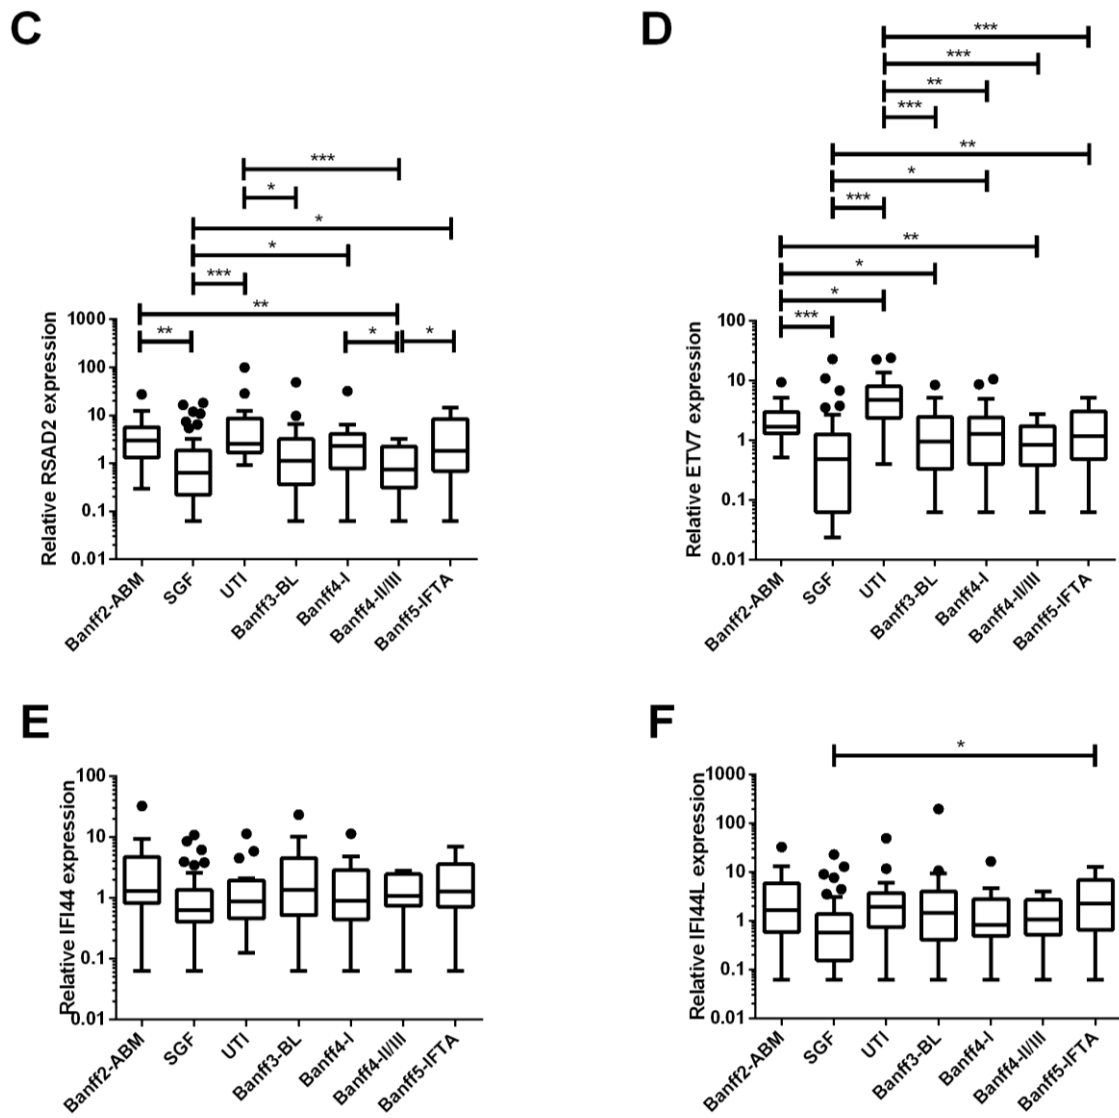 C
***
*
*
*
***
**
**
*
*
Relative RSAD2 expression
1000
100
10
1
0.1
0.01
Banff2-ABM
SGF
UTI
Banff3-BL
Banff4-I
Banff4-II/III
Banff5-IFTA
D
***
***
**
***
**
*
***
**
*
*
***
Relative ETV7 expression
100
10
1
0.1
0.01
Banff2-ABM
SGF
UTI
Banff3-BL
Banff4-I
Banff4-II/III
Banff5-IFTA
E
Relative IFI44 expression
100
10
1
0.1
0.01
Banff2-ABM
SGF
UTI
Banff3-BL
Banff4-I
Banff4-II/III
Banff5-IFTA
F
*
Relative IFI44L expression
1000
100
10
1
0.1
0.01
Banff2-ABM
SGF
UTI
Banff3-BL
Banff4-I
Banff4-II/III
Banff5-IFTA